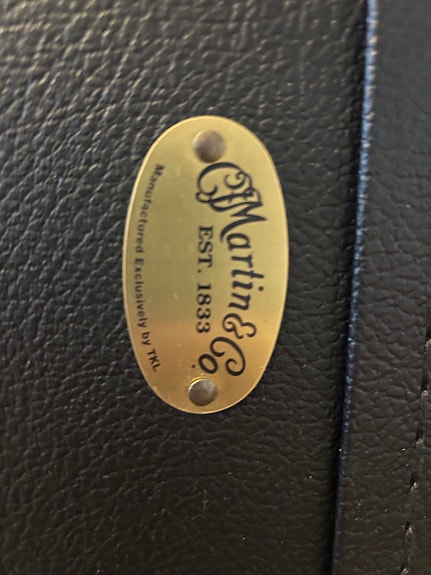 CFMartin & Co.
EST. 1833
Manufactured Exclusively by TKL